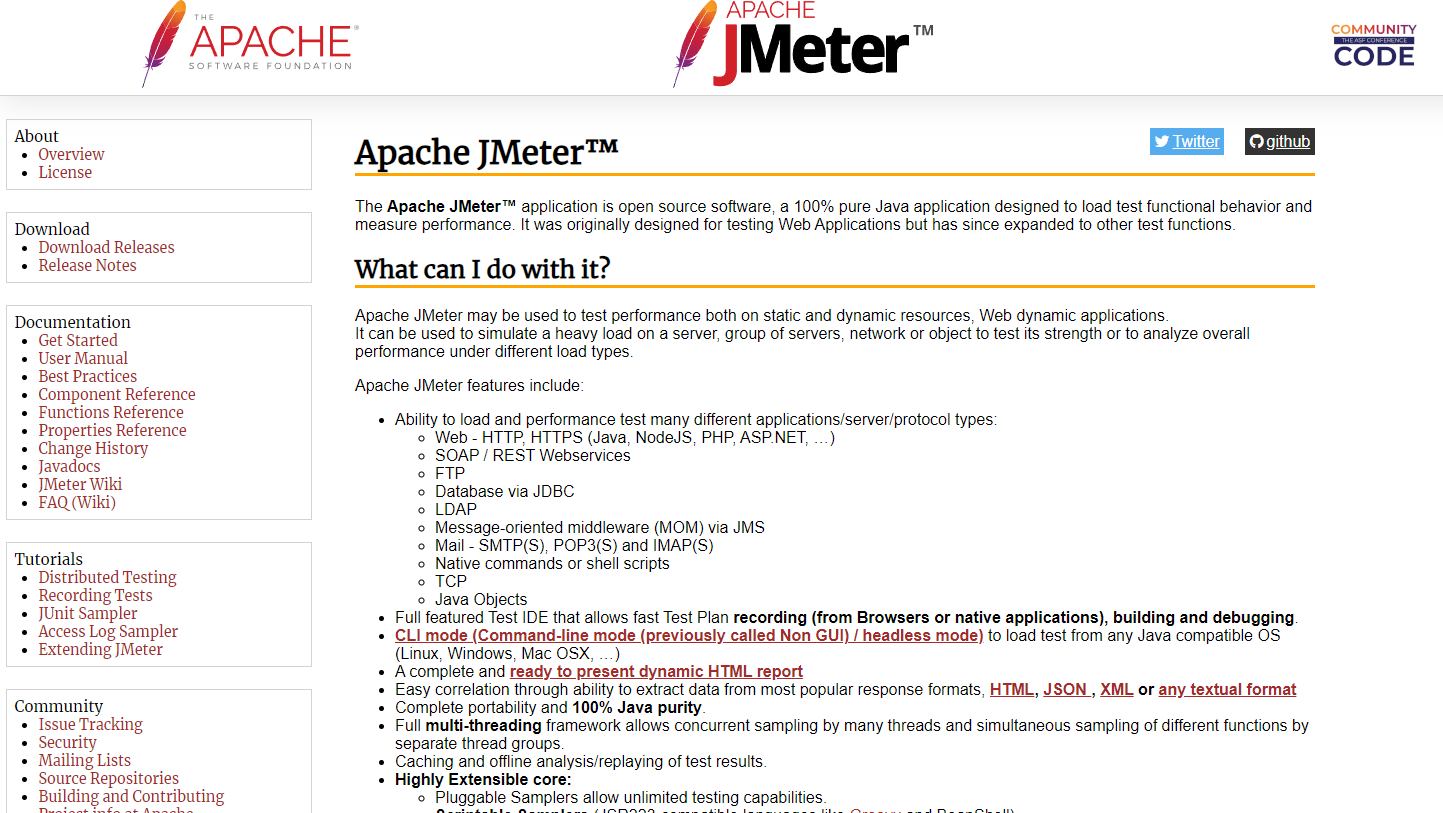 THE
APACHE®
SOFTWARE FOUNDATION
APACHE
JMeter™
COMMUNITY
THE ASF CONFERENCE
CODE
About
Overview
License
Download
Download Releases
Release Notes
Documentation
Get Started
User Manual
Best Practices
Component Reference
Functions Reference
Properties Reference
Change History
Javadocs
JMeter Wiki
FAQ (Wiki)
Tutorials
Distributed Testing
Recording Tests
JUnit Sampler
Access Log Sampler
Extending JMeter
Community
Issue Tracking
Security
Mailing Lists
Source Repositories
Building and Contributing
Project info at Apache
Twitter
github
Apache JMeter™
The Apache JMeter™ application is open source software, a 100% pure Java application designed to load test functional behavior and
measure performance. It was originally designed for testing Web Applications but has since expanded to other test functions.
What can I do with it?
Apache JMeter may be used to test performance both on static and dynamic resources, Web dynamic applications.
It can be used to simulate a heavy load on a server, group of servers, network or object to test its strength or to analyze overall
performance under different load types.
Apache JMeter features include:
Ability to load and performance test many different applications/server/protocol types:
Web - HTTP, HTTPS (Java, NodeJS, PHP, ASP.NET, …)
SOAP / REST Webservices
FTP
Database via JDBC
LDAP
Message-oriented middleware (MOM) via JMS
Mail - SMTP(S), POP3(S) and IMAP(S)
Native commands or shell scripts
TCP
Java Objects
Full featured Test IDE that allows fast Test Plan recording (from Browsers or native applications), building and debugging.
CLI mode (Command-line mode (previously called Non GUI) / headless mode) to load test from any Java compatible OS
(Linux, Windows, Mac OSX, …)
A complete and ready to present dynamic HTML report
Easy correlation through ability to extract data from most popular response formats, HTML, JSON , XML or any textual format
Complete portability and 100% Java purity.
Full multi-threading framework allows concurrent sampling by many threads and simultaneous sampling of different functions by
separate thread groups.
Caching and offline analysis/replaying of test results.
Highly Extensible core:
Pluggable Samplers allow unlimited testing capabilities.
Scriptable Samplers (JSR223-compatible languages like Groovy and BeanShell)